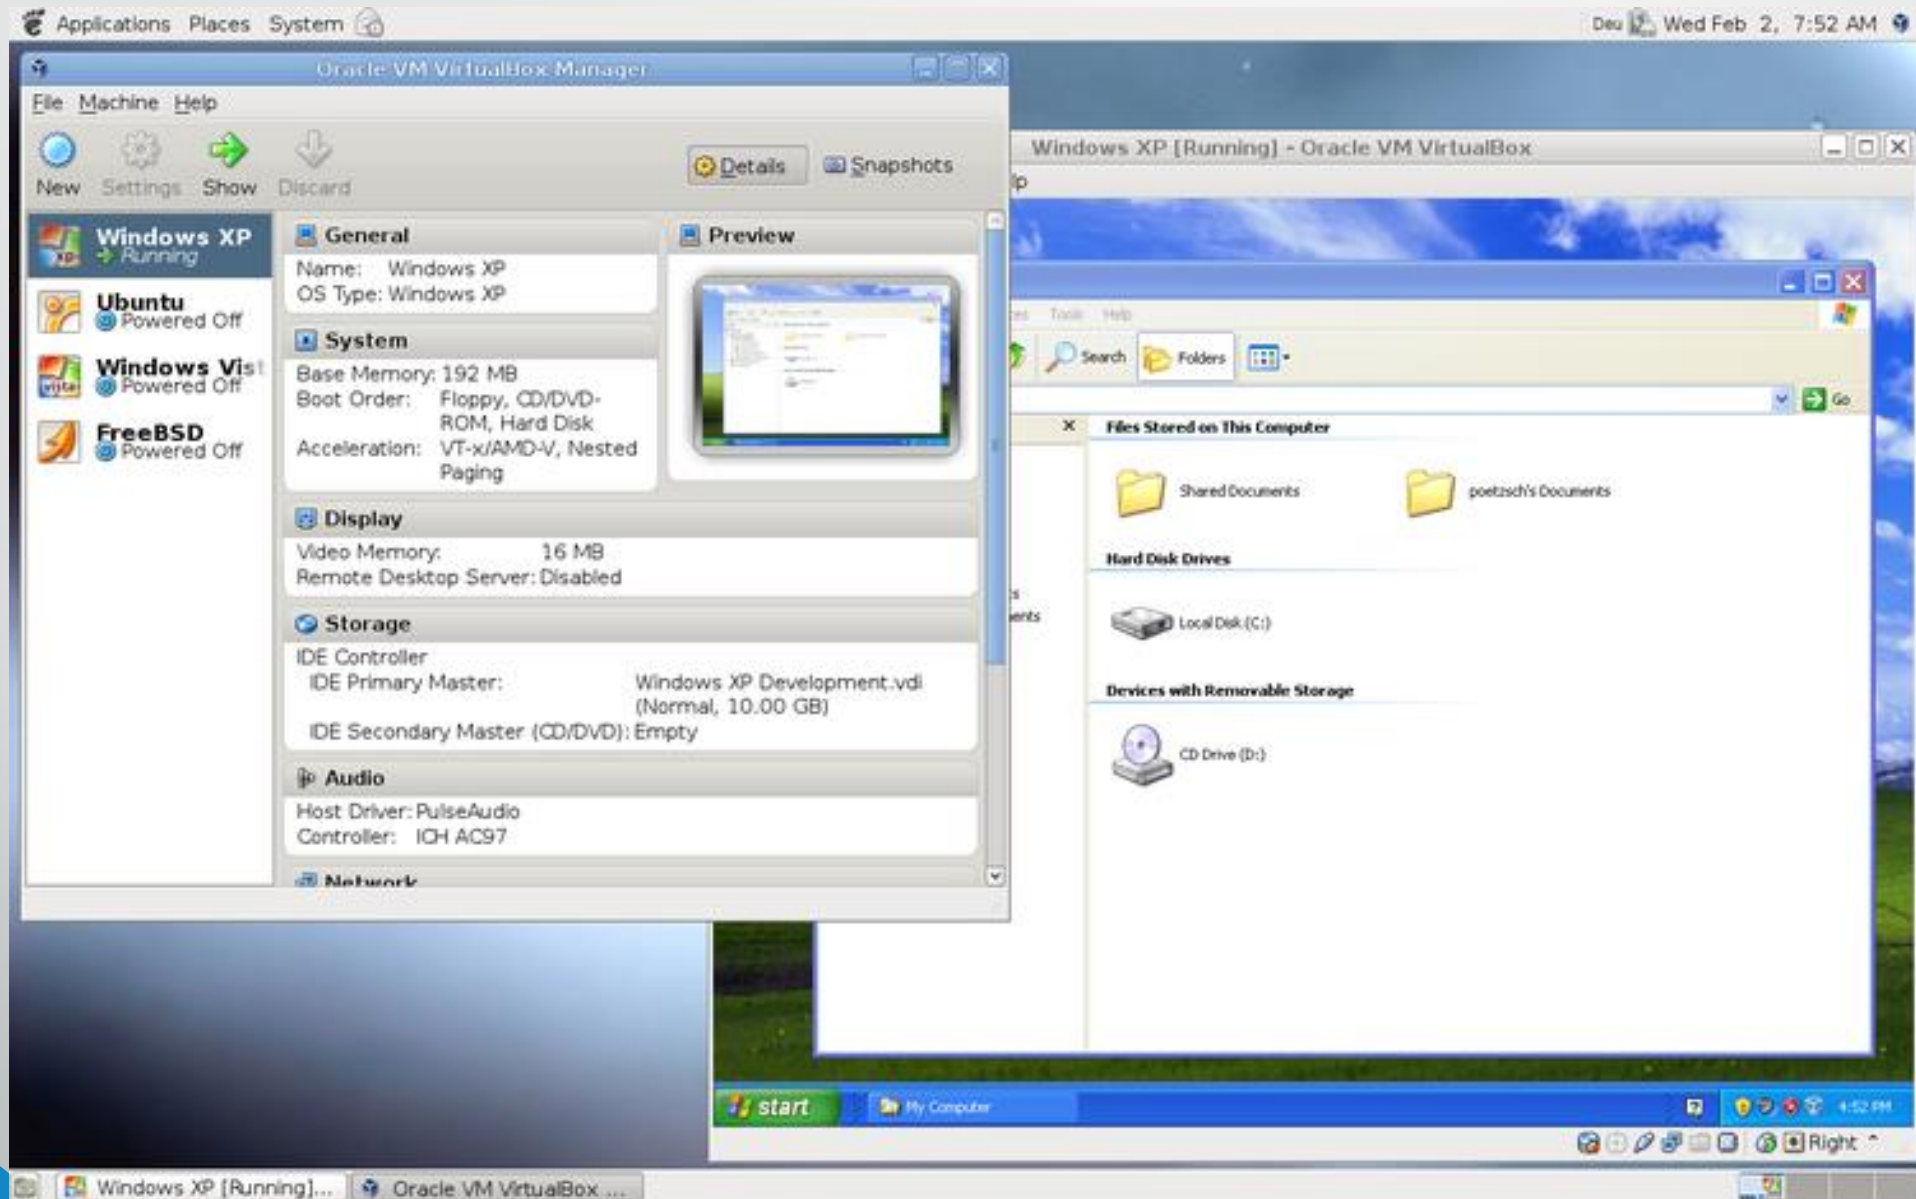 Applications Places System
Deu Wed Feb 2, 7:52 AM
Oracle VM VirtualBox Manager
File Machine Help
New Settings Show Discard
Details Snapshots
Windows XP
Running
Ubuntu
Powered Off
Windows Vist
Powered Off
FreeBSD
Powered Off
General
Name: Windows XP
OS Type: Windows XP
System
Base Memory: 192 MB
Boot Order: Floppy, CD/DVD-
ROM, Hard Disk
Acceleration: VT-x/AMD-V, Nested
Paging
Preview
Display
Video Memory: 16 MB
Remote Desktop Server: Disabled
Storage
IDE Controller
IDE Primary Master: Windows XP Development.vdi
(Normal, 10.00 GB)
IDE Secondary Master (CD/DVD): Empty
Audio
Host Driver: PulseAudio
Controller: ICH AC97
Network
Windows XP [Running] - Oracle VM VirtualBox
lp
Tools Help
Search Folders
Go
Files Stored on This Computer
Shared Documents poetzsch's Documents
Hard Disk Drives
Local Disk (C:)
Devices with Removable Storage
CD Drive (D:)
ents
start My Computer 4:52 PM
Right
Windows XP [Running]... Oracle VM VirtualBox ...